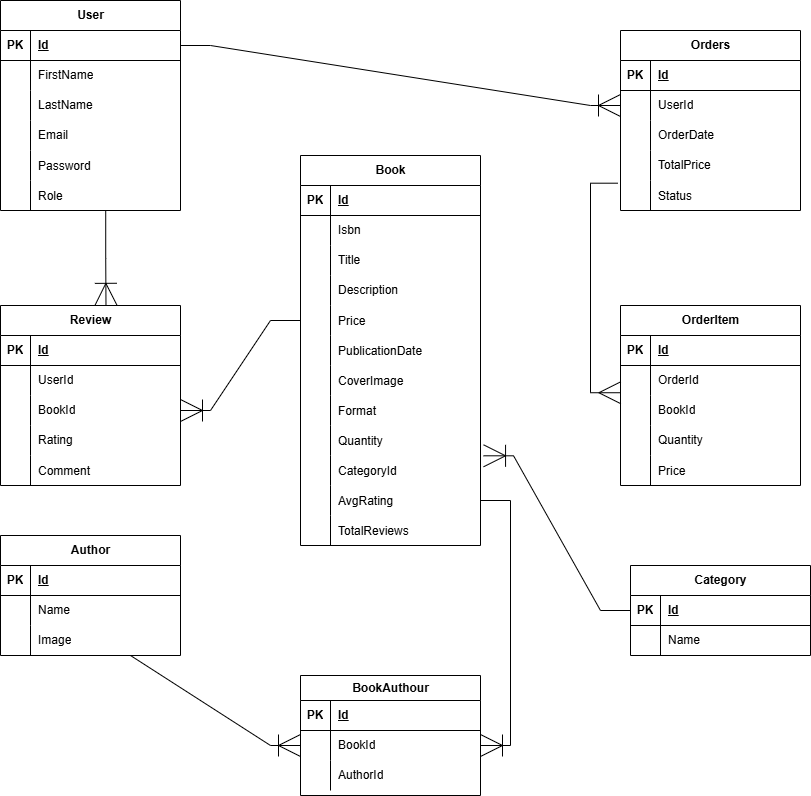 User
PK Id
FirstName
LastName
Email
Password
Role
Orders
PK Id
UserId
OrderDate
TotalPrice
Status
Book
PK Id
Isbn
Title
Description
Price
PublicationDate
CoverImage
Format
Quantity
CategoryId
AvgRating
TotalReviews
Review
PK Id
UserId
BookId
Rating
Comment
OrderItem
PK Id
OrderId
BookId
Quantity
Price
Author
PK Id
Name
Image
Category
PK Id
Name
BookAuthour
PK Id
BookId
AuthorId